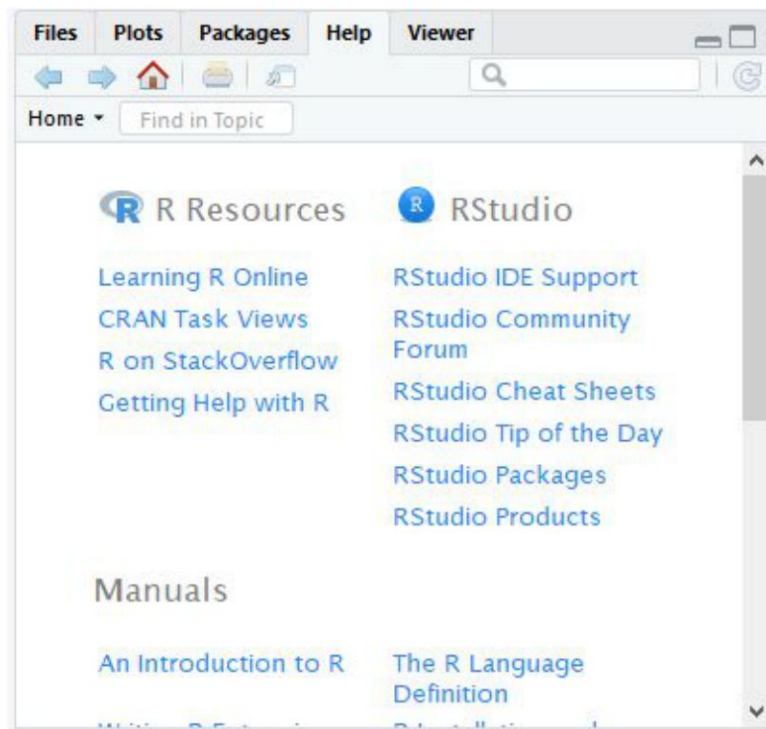 Files Plots Packages Help Viewer
Home Find in Topic
R R Resources
Learning R Online
CRAN Task Views
R on StackOverflow
Getting Help with R
R RStudio
RStudio IDE Support
RStudio Community
Forum
RStudio Cheat Sheets
RStudio Tip of the Day
RStudio Packages
RStudio Products
Manuals
An Introduction to R
The R Language
Definition